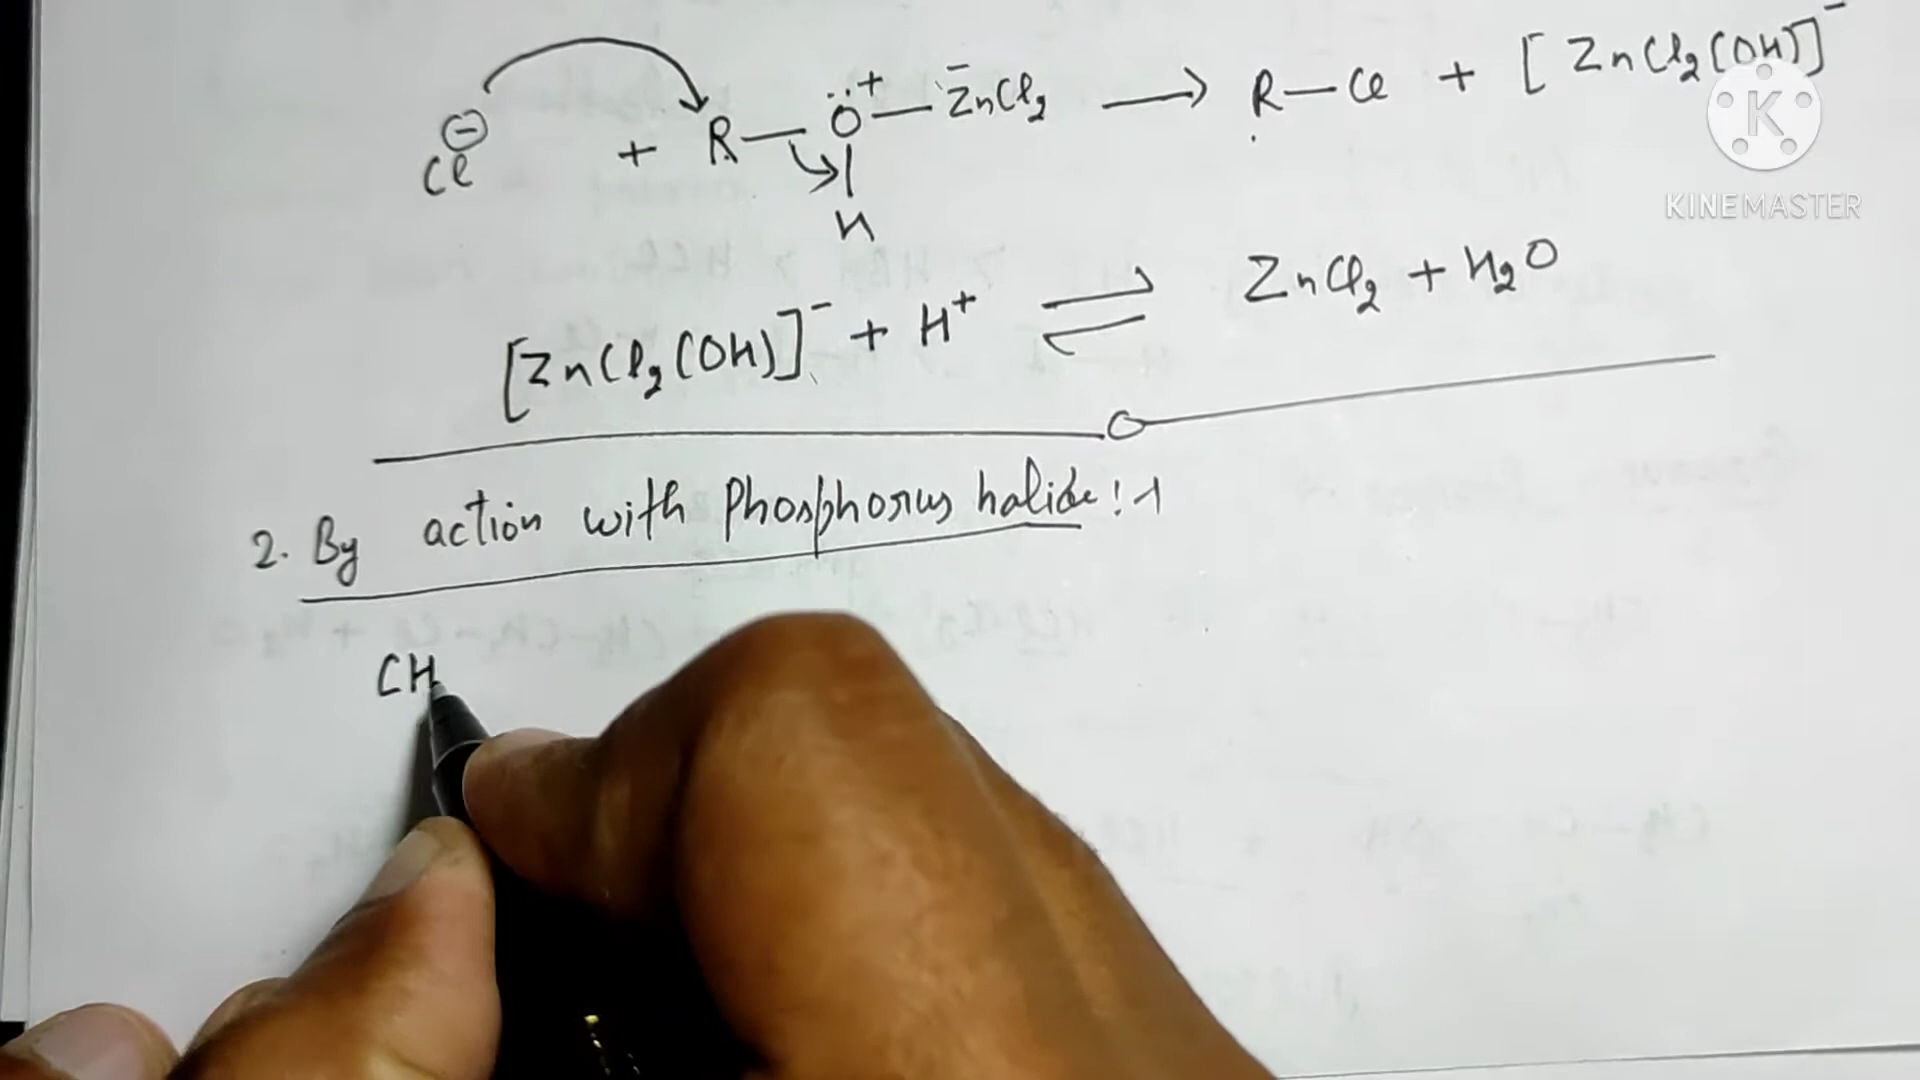 Cl⊖ + R—Ö⁺—Z̄nCl₂ → R—Cl + [ZnCl₂(OH)]⁻
H
K
KINEMASTER
[ZnCl₂(OH)]⁻ + H⁺ ⇌ ZnCl₂ + H₂O
2. By action with Phosphorus halide :-
CH